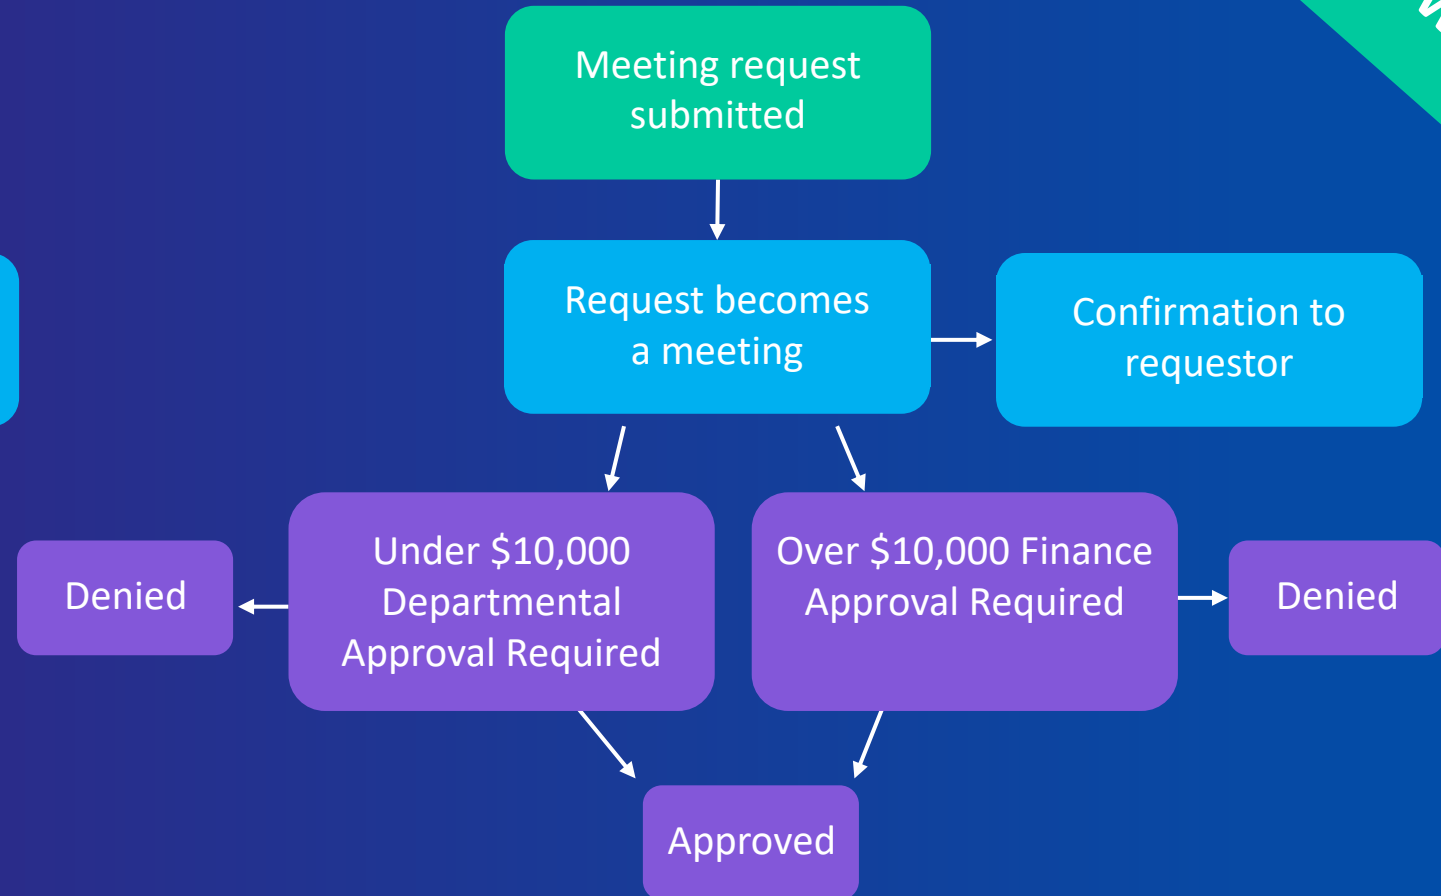 Meeting request
submitted
Request becomes
a meeting
Confirmation to
requestor
Denied
Under $10,000
Departmental
Approval Required
Over $10,000 Finance
Approval Required
Denied
Approved